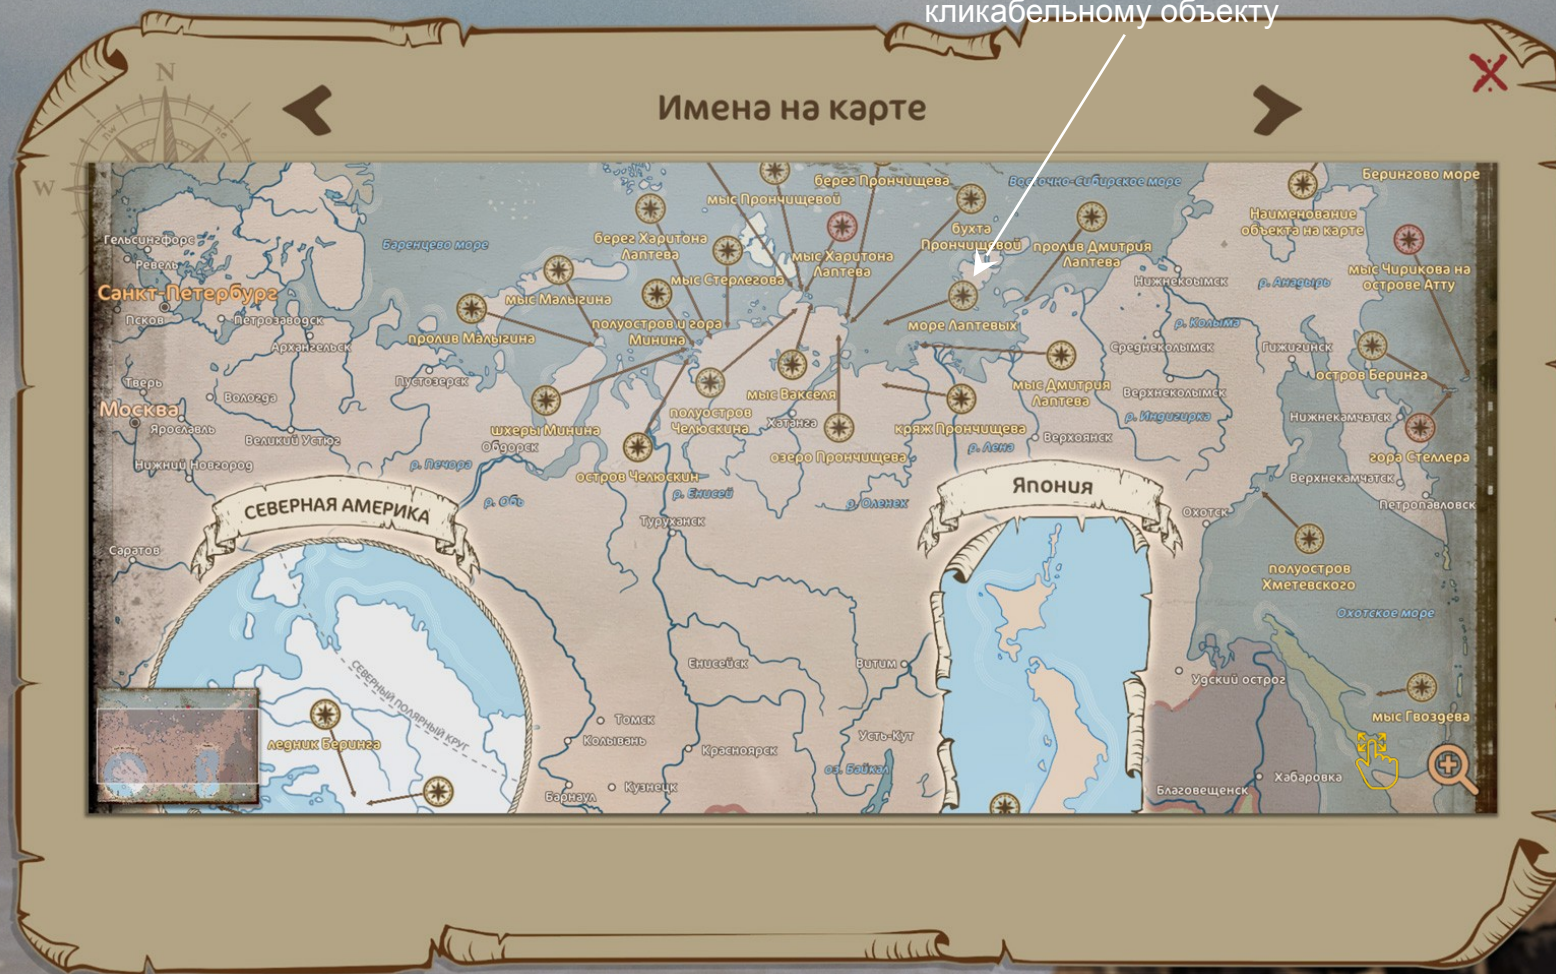 кликабельному объекту
N
W
nw
ne
Имена на карте
берег Прончищева
Восточно-Сибирское море
Берингово море
мыс Прончищевой
Наименование
объекта на карте
Гельсингфорс
Баренцево море
берег Харитона
Лаптева
бухта
Прончищевой
пролив Дмитрия
Лаптева
Ревель
мыс Харитона
Лаптева
мыс Чирикова на
острове Атту
мыс Стерлегова
Нижнеколымск
р. Анадырь
Санкт-Петербург
мыс Малыгина
Псков
Петрозаводск
полуостров и гора
Минина
море Лаптевых
р. Колыма
пролив Малыгина
Архангельск
Среднеколымск
Гижигинск
остров Беринга
Тверь
Пустозерск
мыс Дмитрия
Лаптева
Верхнеколымск
Вологда
мыс Вакселя
Москва
полуостров
Челюскина
Хатанга
р. Индигирка
Нижнекамчатск
Ярославль
шхеры Минина
кряж Прончищева
Великий Устюг
Обдорск
р. Лена
Верхоянск
озеро Прончищева
гора Стеллера
Нижний Новгород
р. Печора
остров Челюскин
Верхнекамчатск
р. Енисей
СЕВЕРНАЯ АМЕРИКА
р. Обь
р. Оленек
Япония
Петропавловск
Туруханск
Охотск
Саратов
полуостров
Хметевского
Охотское море
Енисейск
Витим
СЕВЕРНЫЙ ПОЛЯРНЫЙ КРУГ
Удский острог
Томск
мыс Гвоздева
ледник Беринга
Колывань
Красноярск
Усть-Кут
оз. Байкал
Хабаровка
Барнаул
Кузнецк
Благовещенск